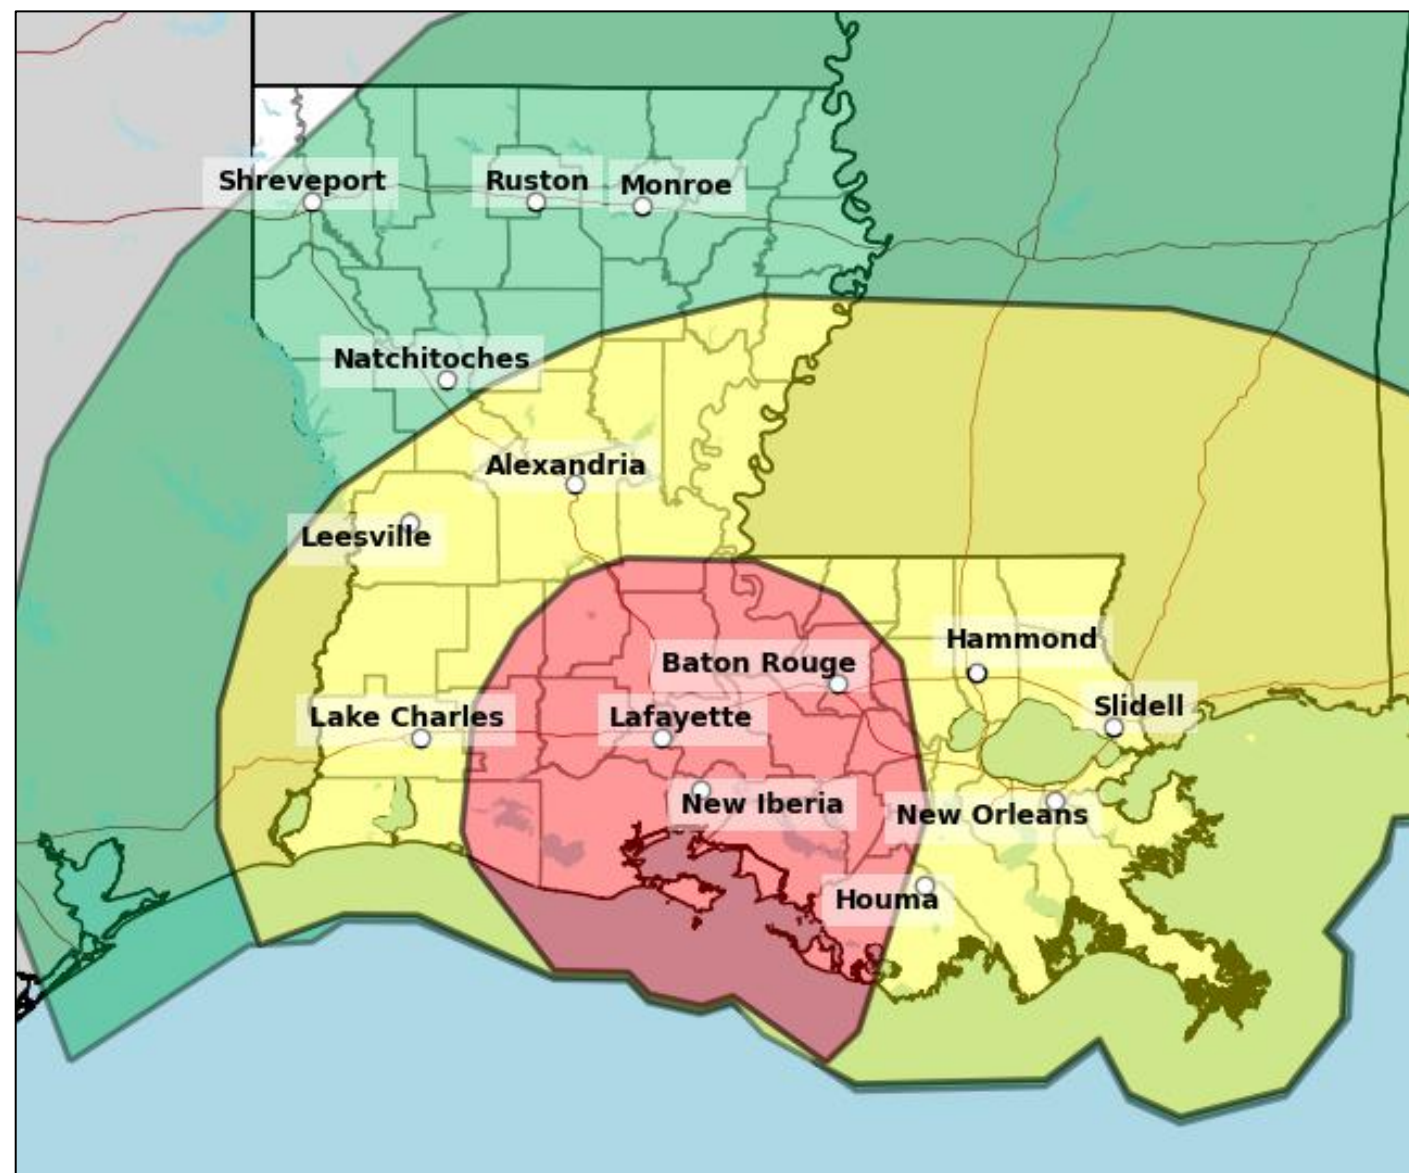 Shreveport
Ruston
Monroe
Natchitoches
Alexandria
Leesville
Hammond
Baton Rouge
Slidell
Lake Charles
Lafayette
New Iberia
New Orleans
Houma